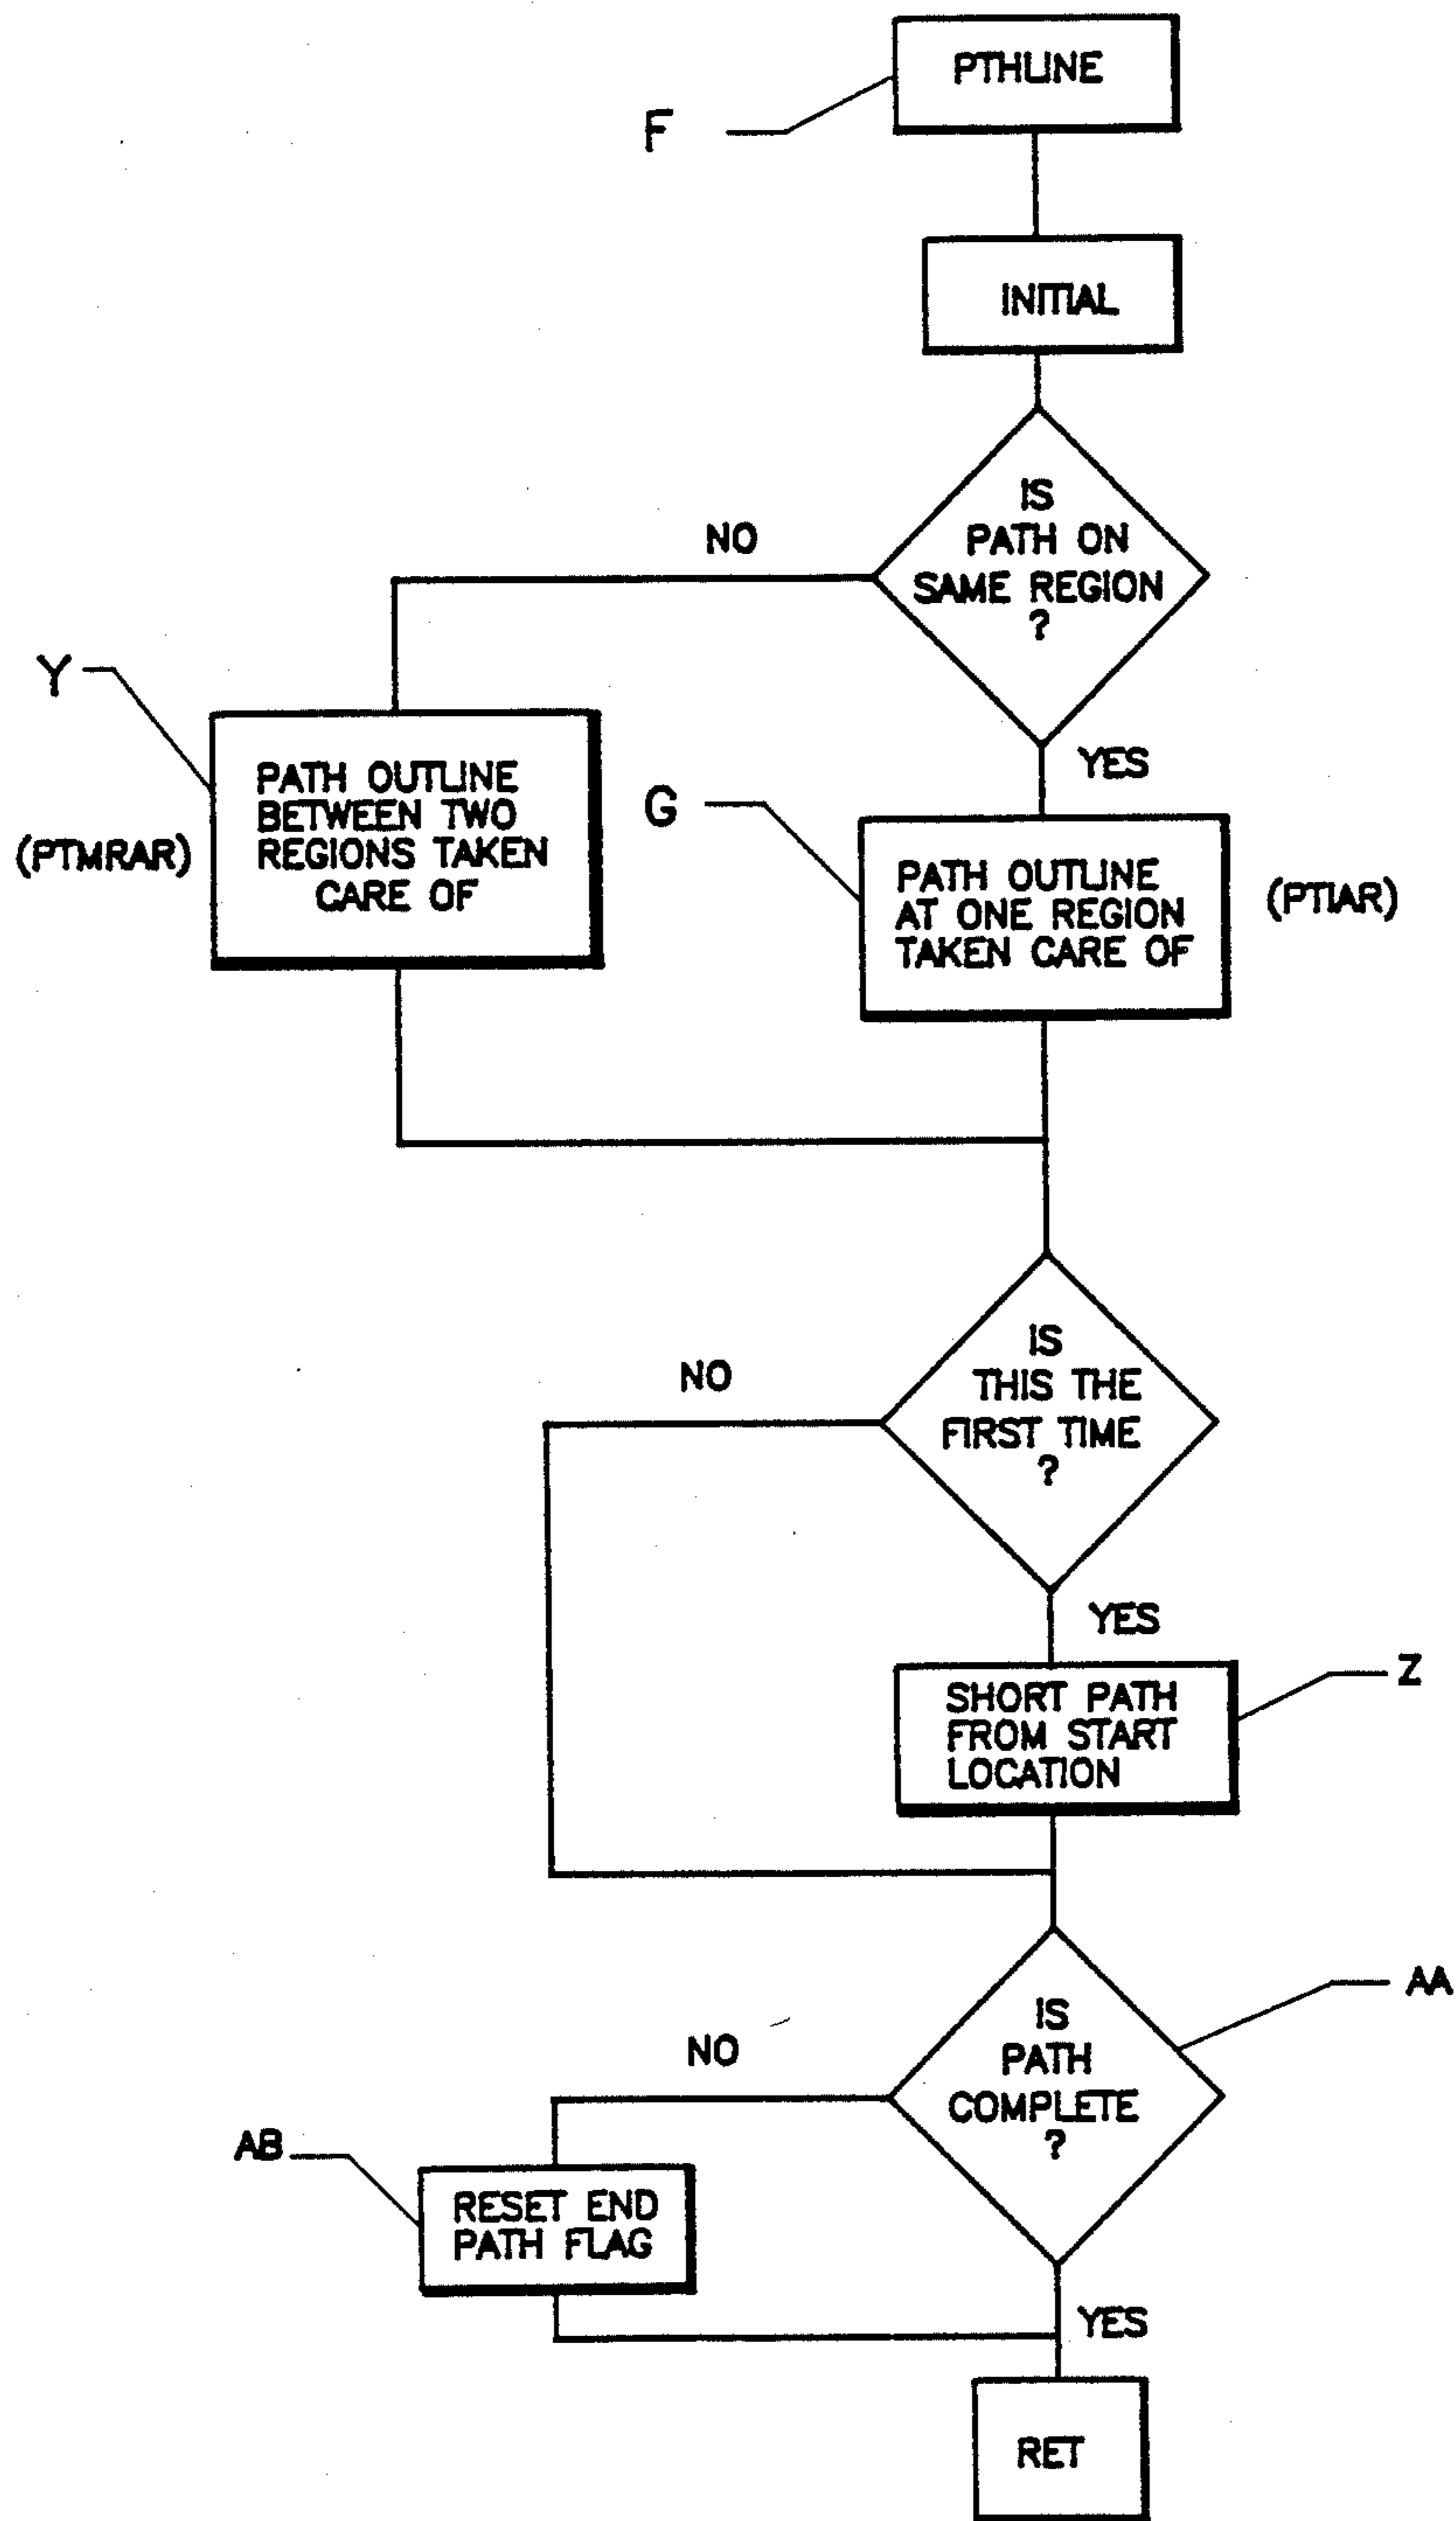 PTHLINE
F
INITIAL
IS
PATH ON
SAME REGION
?
NO
YES
Y
PATH OUTLINE
BETWEEN TWO
REGIONS TAKEN
CARE OF
(PTMRAR)
G
PATH OUTLINE
AT ONE REGION
TAKEN CARE OF
(PTIAR)
IS
THIS THE
FIRST TIME
?
NO
YES
SHORT PATH
FROM START
LOCATION
Z
IS
PATH
COMPLETE
?
AA
NO
AB
RESET END
PATH FLAG
YES
RET